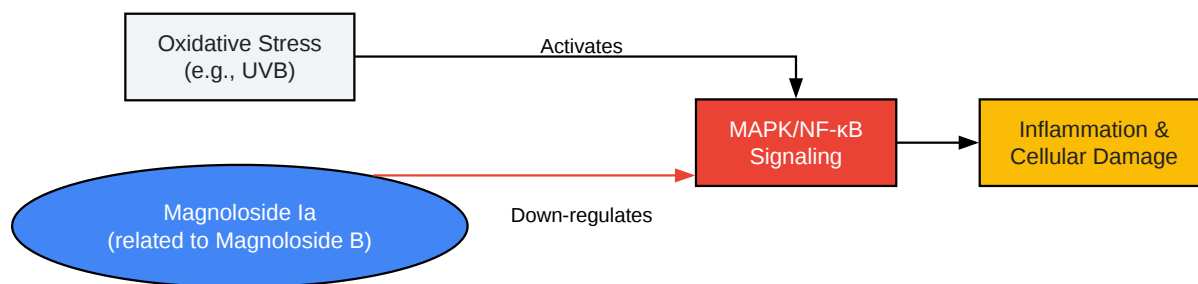 Oxidative Stress
(e.g., UVB)
Activates
MAPK/NF-κB
Signaling
Inflammation &
Cellular Damage
Magnoloside Ia
(related to Magnoloside B)
Down-regulates